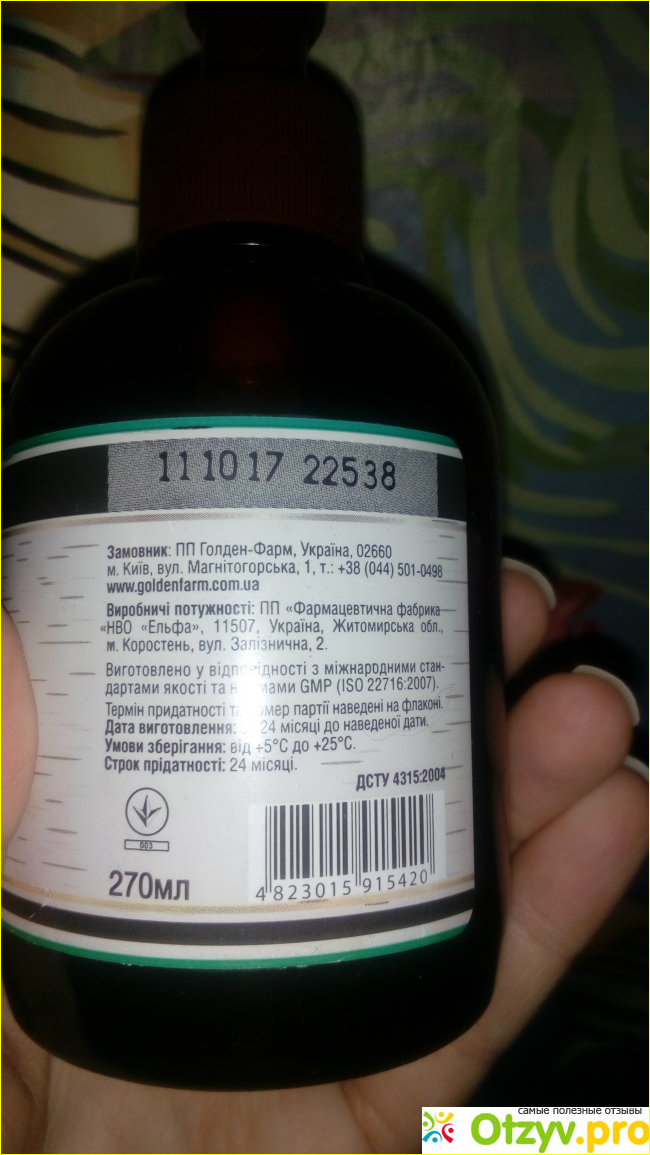 111017 22538
Замовник: ПП Голден-Фарм, Україна, 02660
м. Київ, вул. Магнітогорська, 1, т.: +38 (044) 501-0498
www.goldenfarm.com.ua
Виробничі потужності: ПП «Фармацевтична фабрика
«НВО «Ельфа», 11507, Україна, Житомирська обл.,
м. Коростень, вул. Залізнична, 2.
Виготовлено у відповідності з міжнародними стан-
дартами якості та нормами GMP (ISO 22716:2007).
Термін придатності та номер партії наведені на флаконі.
Дата виготовлення: 24 місяці до наведеної дати.
Умови зберігання: від +5°С до +25°С.
Строк прідатності: 24 місяці.
ДСТУ 4315:2004
003
270мл
4 823015 915420
самые полезные отзывы
Otzyv.pro